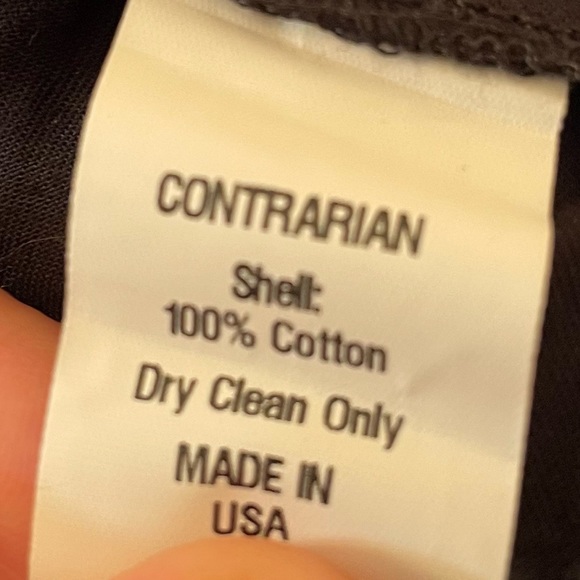 CONTRARIAN
Shell:
100% Cotton
Dry Clean Only
MADE IN
USA